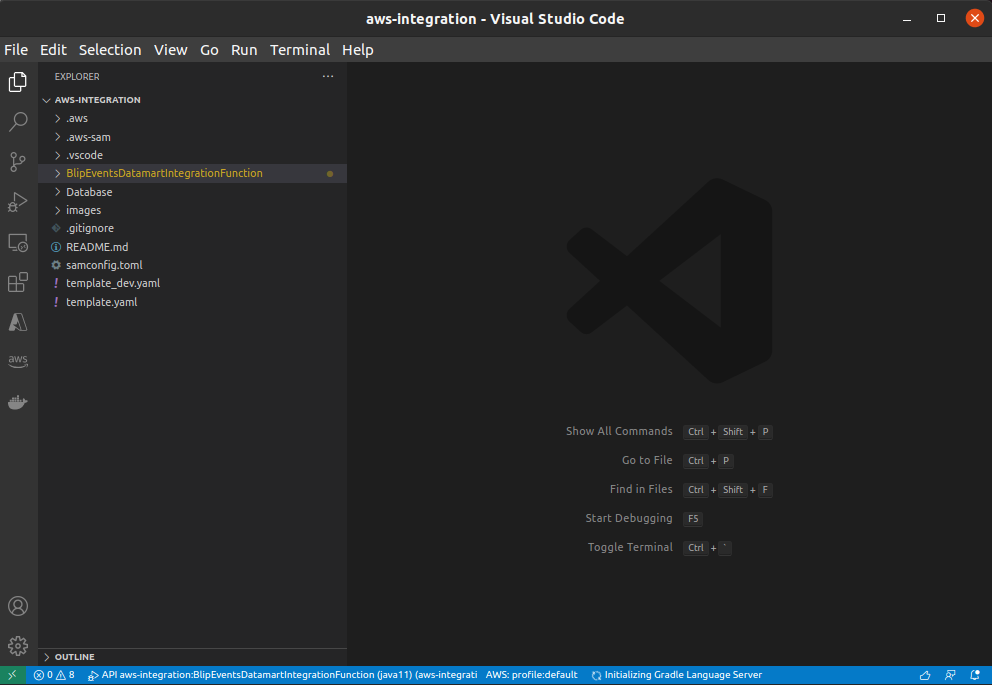 aws-integration - Visual Studio Code
File Edit Selection View Go Run Terminal Help
EXPLORER
AWS-INTEGRATION
.aws
.aws-sam
.vscode
BlipEventsDatamartIntegrationFunction
Database
images
.gitignore
README.md
samconfig.toml
! template_dev.yaml
! template.yaml
aws
Show All Commands Ctrl + Shift + P
Go to File Ctrl + P
Find in Files Ctrl + Shift + F
Start Debugging F5
Toggle Terminal Ctrl + `
OUTLINE
0 8 API aws-integration:BlipEventsDatamartIntegrationFunction (java11) (aws-integrati AWS: profile:default Initializing Gradle Language Server